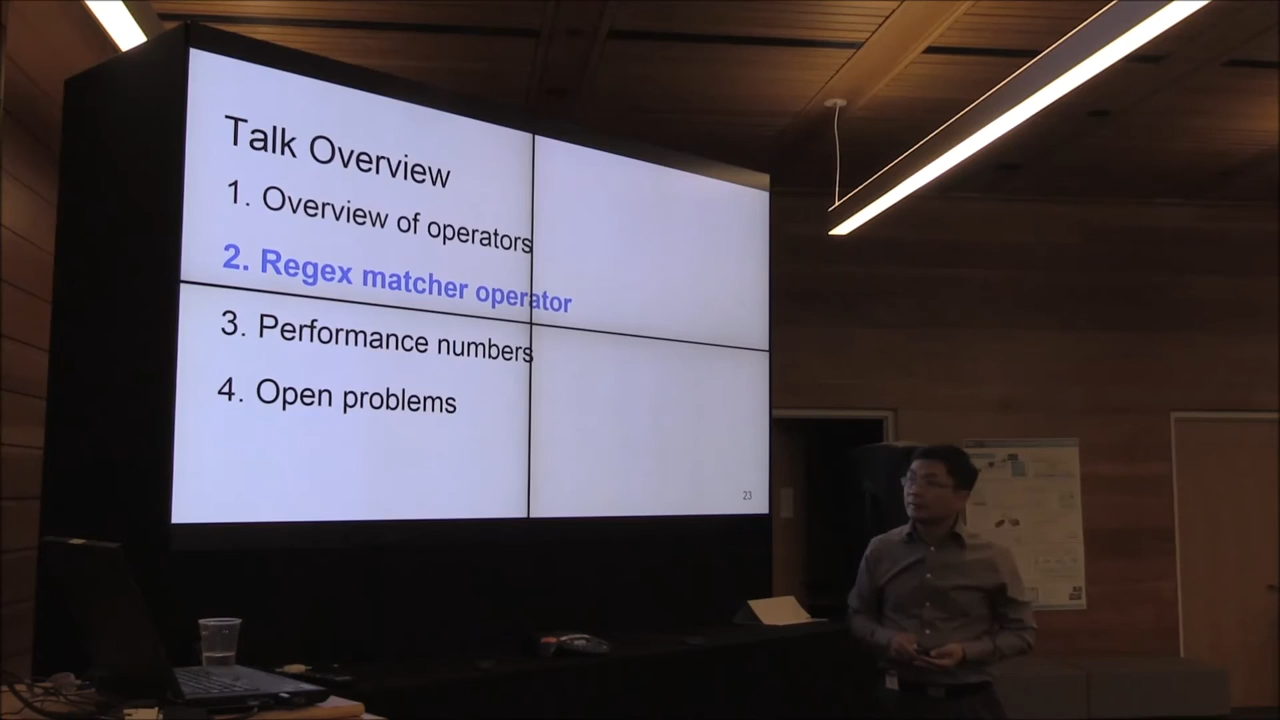 Talk Overview
1. Overview of operators
2. Regex matcher operator
3. Performance numbers
4. Open problems
23